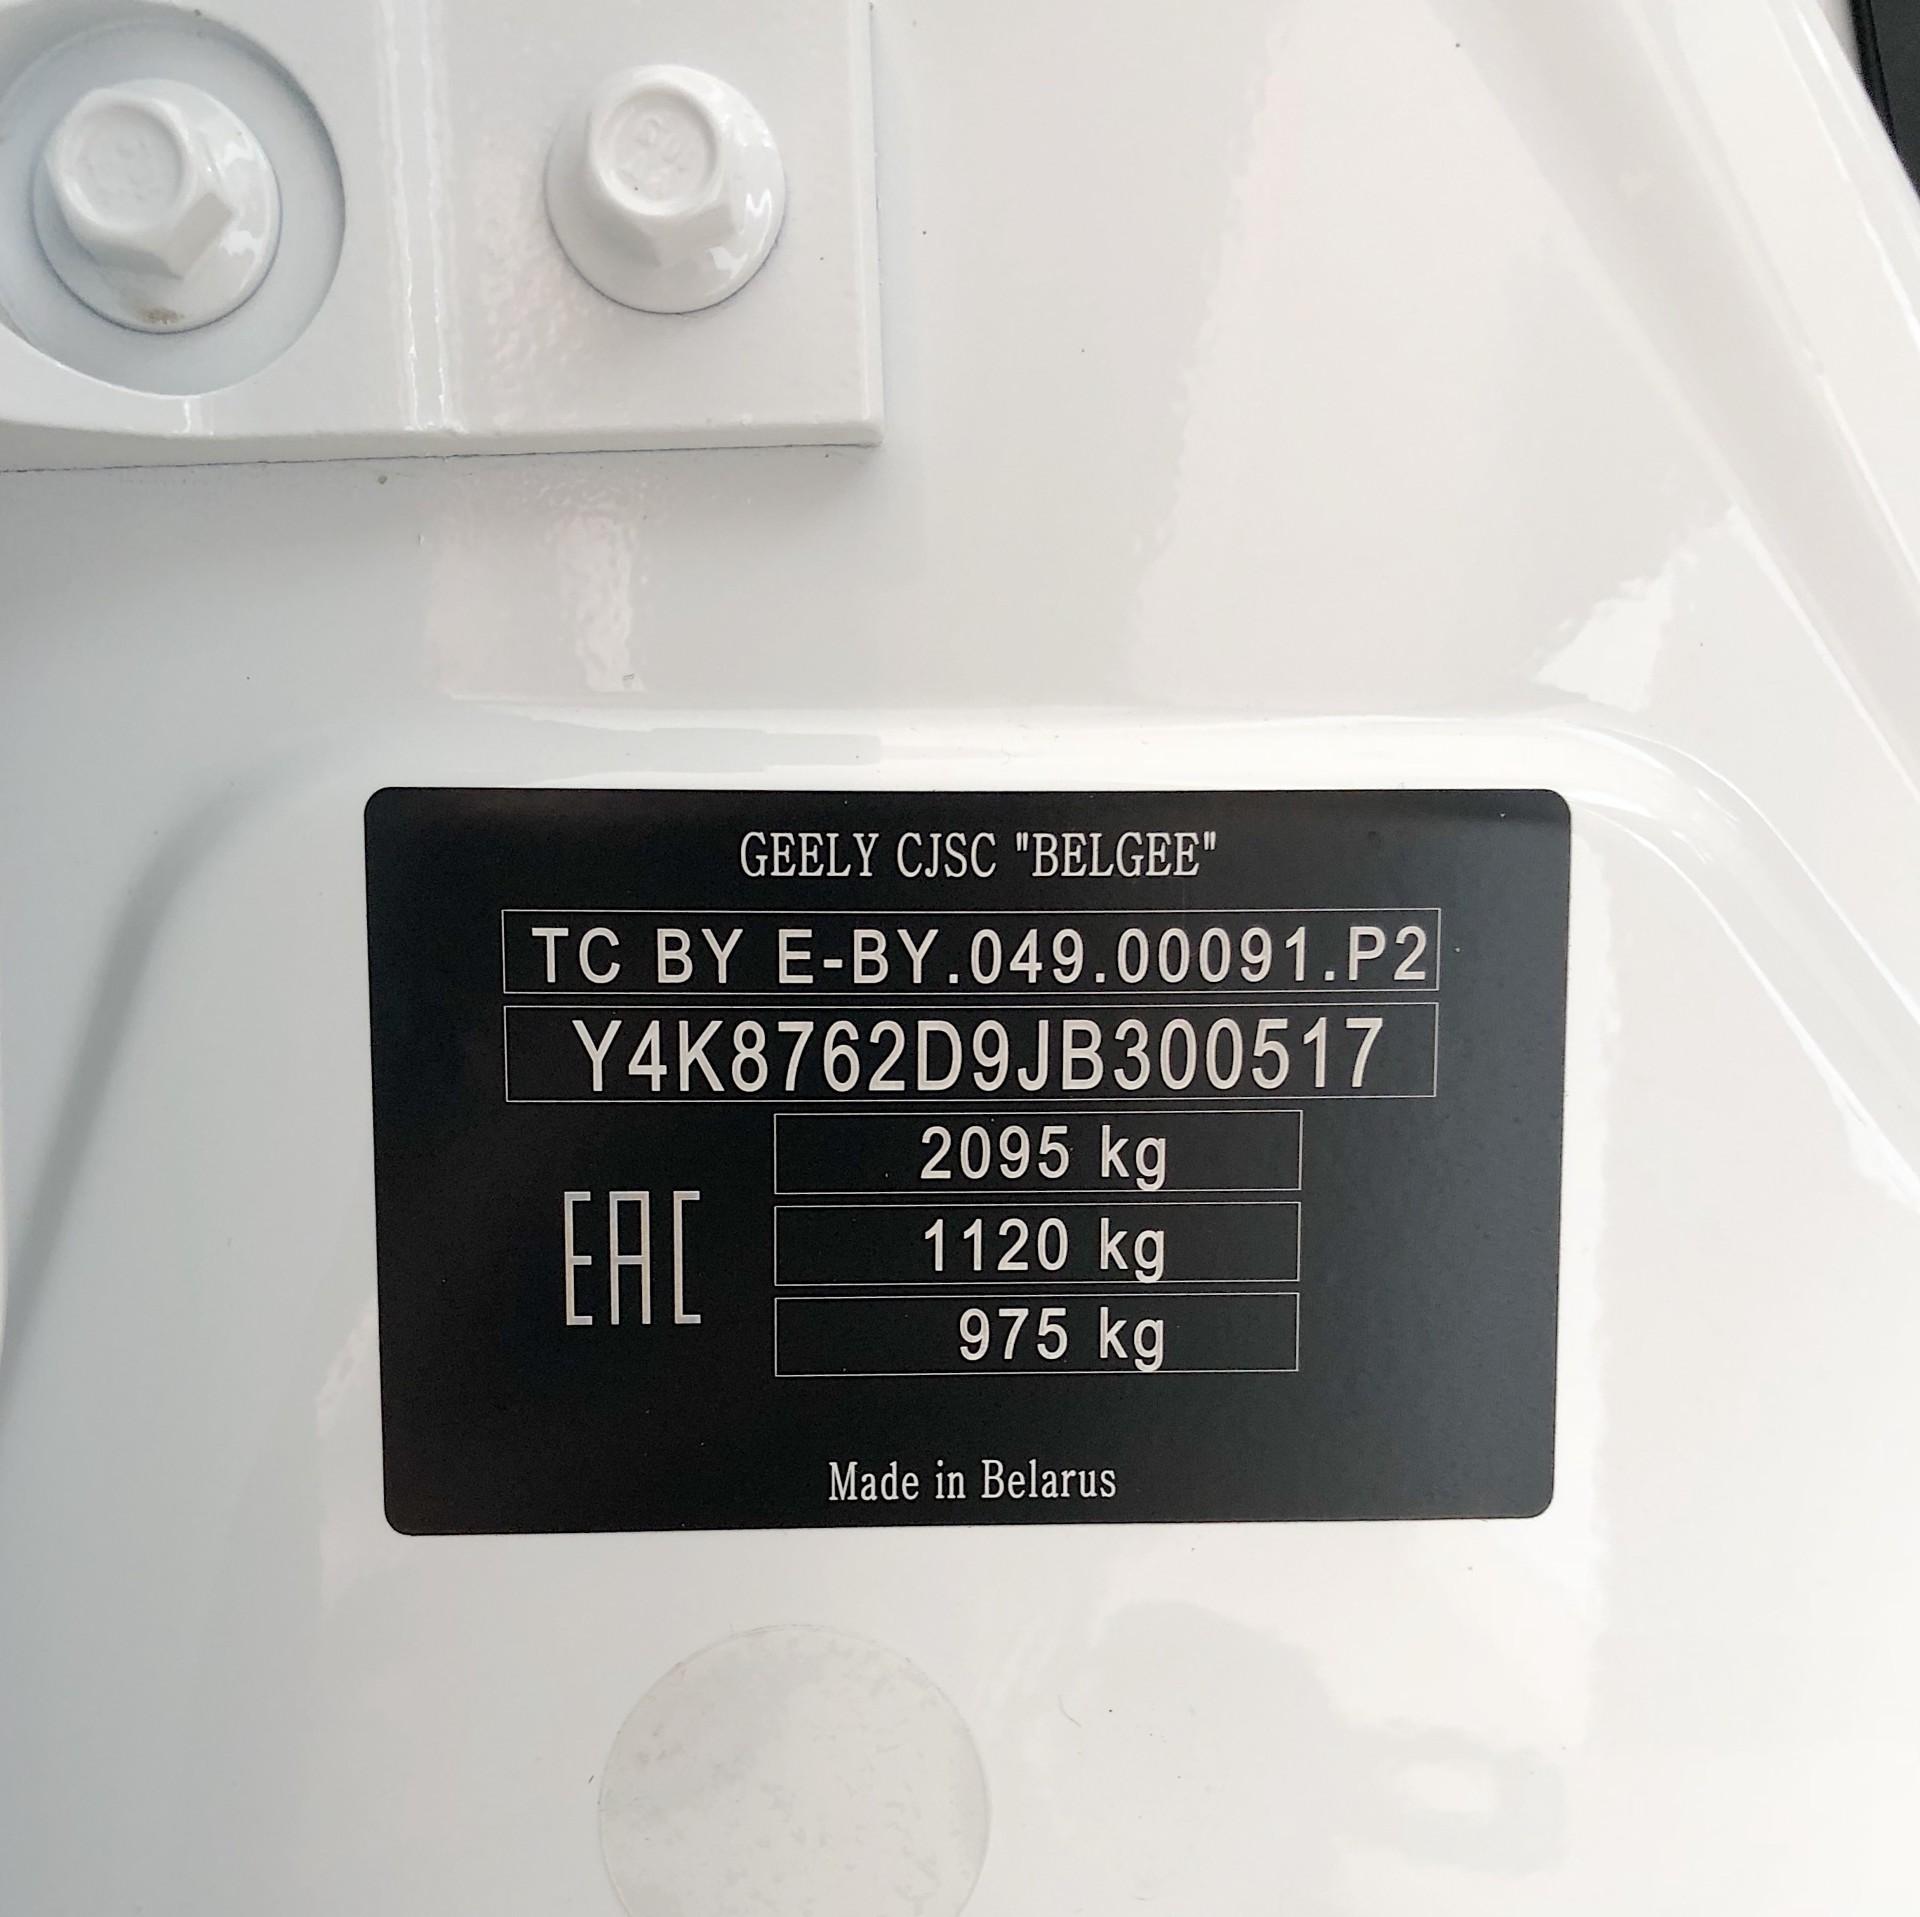 GEELY CJSC "BELGEE"
TC BY E-BY.049.00091.P2
Y4K8762D9JB300517
2095 kg
1120 kg
975 kg
EAC
Made in Belarus